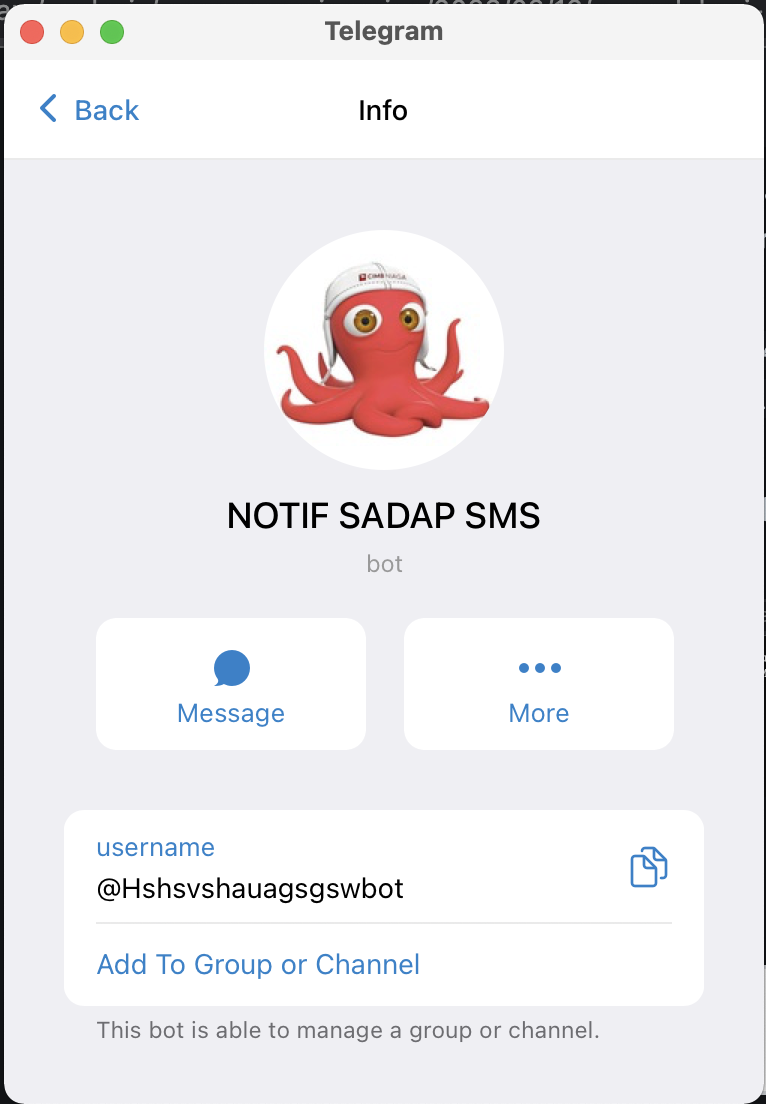 Telegram
Back
Info
CIMB NIAGA
NOTIF SADAP SMS
bot
Message
More
username
@Hshsvshauagsgswbot
Add To Group or Channel
This bot is able to manage a group or channel.